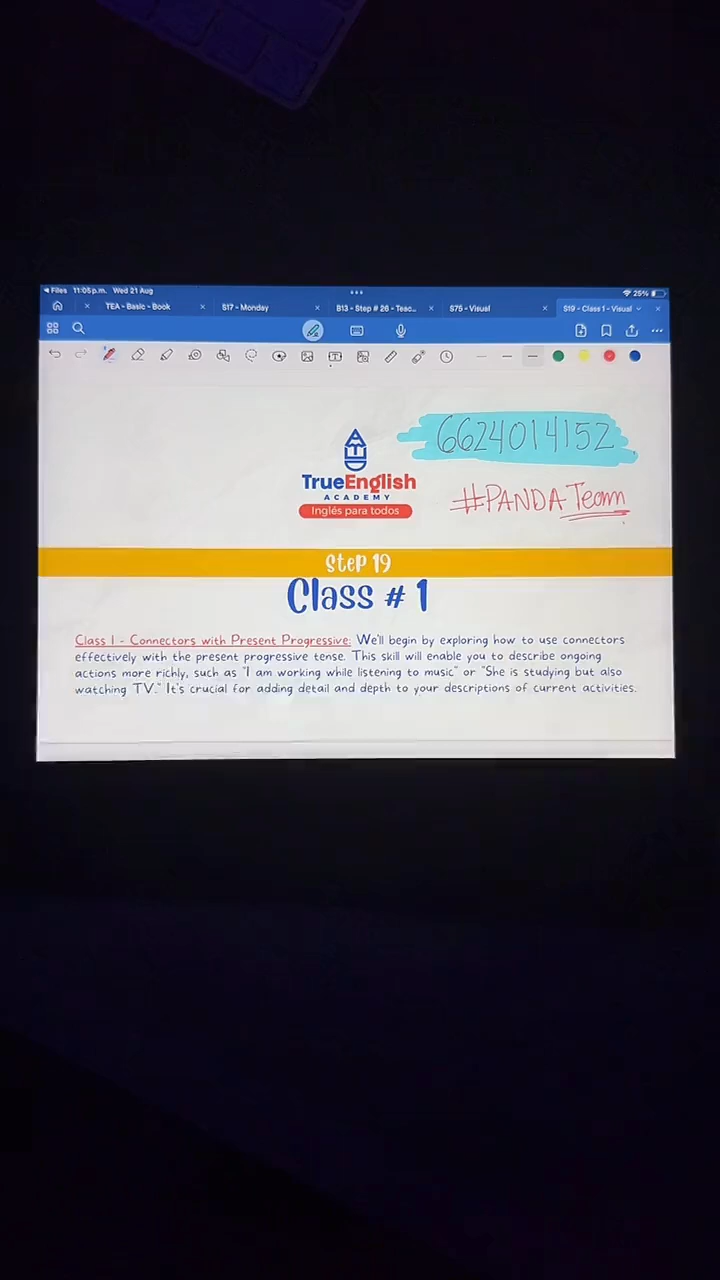 Files 11:05 p.m. Wed 21 Aug
25%
TEA - Basic - Book
S17 - Monday
B13 - Step # 26 - Teac...
S75 - Visual
S19 - Class 1 - Visual
6624014152
TrueEnglish
ACADEMY
Inglés para todos
#PANDA Team
Step 19
Class # 1
Class 1 - Connectors with Present Progressive: We'll begin by exploring how to use connectors
effectively with the present progressive tense. This skill will enable you to describe ongoing
actions more richly, such as "I am working while listening to music" or "She is studying but also
watching TV." It's crucial for adding detail and depth to your descriptions of current activities.